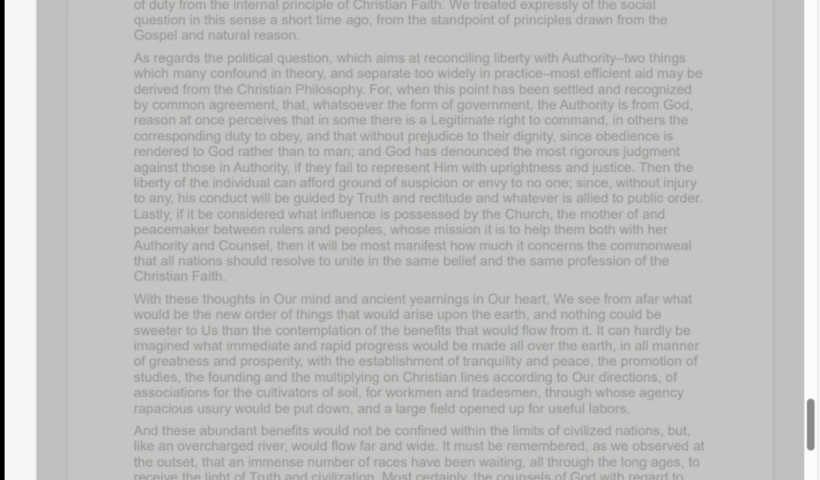 of duty from the internal principle of Christian Faith. We treated expressly of the social
question in this sense a short time ago, from the standpoint of principles drawn from the
Gospel and natural reason.
As regards the political question, which aims at reconciling liberty with Authority–two things
which many confound in theory, and separate too widely in practice–most efficient aid may be
derived from the Christian Philosophy. For, when this point has been settled and recognized
by common agreement, that, whatsoever the form of government, the Authority is from God,
reason at once perceives that in some there is a Legitimate right to command, in others the
corresponding duty to obey, and that without prejudice to their dignity, since obedience is
rendered to God rather than to man; and God has denounced the most rigorous judgment
against those in Authority, if they fail to represent Him with uprightness and justice. Then the
liberty of the individual can afford ground of suspicion or envy to no one; since, without injury
to any, his conduct will be guided by Truth and rectitude and whatever is allied to public order.
Lastly, if it be considered what influence is possessed by the Church, the mother of and
peacemaker between rulers and peoples, whose mission it is to help them both with her
Authority and Counsel, then it will be most manifest how much it concerns the commonweal
that all nations should resolve to unite in the same belief and the same profession of the
Christian Faith.
With these thoughts in Our mind and ancient yearnings in Our heart, We see from afar what
would be the new order of things that would arise upon the earth, and nothing could be
sweeter to Us than the contemplation of the benefits that would flow from it. It can hardly be
imagined what immediate and rapid progress would be made all over the earth, in all manner
of greatness and prosperity, with the establishment of tranquility and peace, the promotion of
studies, the founding and the multiplying on Christian lines according to Our directions, of
associations for the cultivators of soil, for workmen and tradesmen, through whose agency
rapacious usury would be put down, and a large field opened up for useful labors.
And these abundant benefits would not be confined within the limits of civilized nations, but,
like an overcharged river, would flow far and wide. It must be remembered, as we observed at
the outset, that an immense number of races have been waiting, all through the long ages, to
receive the light of Truth and civilization. Most certainly, the counsels of God with regard to